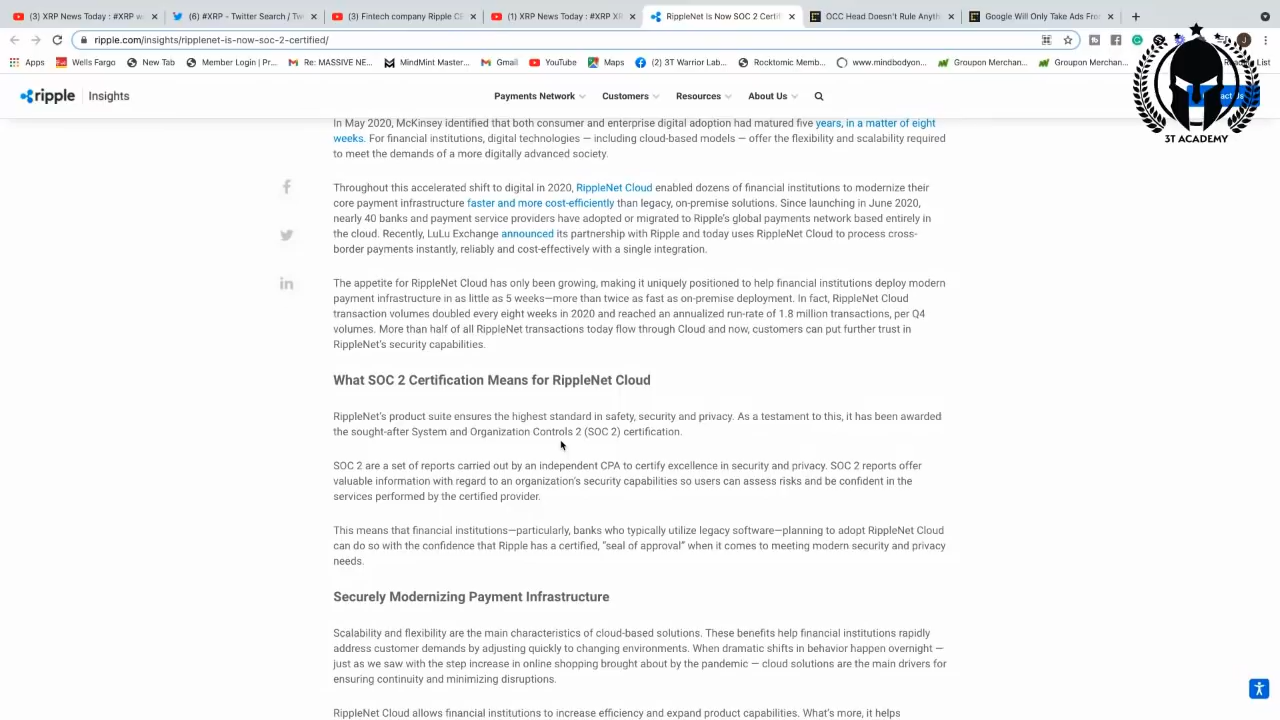 (3) XRP News Today : #XRP w
(6) #XRP - Twitter Search / Tw
(3) Fintech company Ripple C
(1) XRP News Today : #XRP XR
RippleNet Is Now SOC 2 Certif
OCC Head Doesn't Rule Anyth
Google Will Only Take Ads Fro
ripple.com/insights/ripplenet-is-now-soc-2-certified/
Apps
Wells Fargo
New Tab
Member Login | Pr...
Re: MASSIVE NE...
MindMint Master...
Gmail
YouTube
Maps
(2) 3T Warrior Lab...
Rocktomic Memb...
www.mindbodyon...
Groupon Merchan...
Groupon Merchan...
List
ripple
Insights
Payments Network
Customers
Resources
About Us
3T ACADEMY
In May 2020, McKinsey identified that both consumer and enterprise digital adoption had matured five years, in a matter of eight
weeks. For financial institutions, digital technologies — including cloud-based models — offer the flexibility and scalability required
to meet the demands of a more digitally advanced society.
Throughout this accelerated shift to digital in 2020, RippleNet Cloud enabled dozens of financial institutions to modernize their
core payment infrastructure faster and more cost-efficiently than legacy, on-premise solutions. Since launching in June 2020,
nearly 40 banks and payment service providers have adopted or migrated to Ripple's global payments network based entirely in
the cloud. Recently, LuLu Exchange announced its partnership with Ripple and today uses RippleNet Cloud to process cross-
border payments instantly, reliably and cost-effectively with a single integration.
The appetite for RippleNet Cloud has only been growing, making it uniquely positioned to help financial institutions deploy modern
payment infrastructure in as little as 5 weeks—more than twice as fast as on-premise deployment. In fact, RippleNet Cloud
transaction volumes doubled every eight weeks in 2020 and reached an annualized run-rate of 1.8 million transactions, per Q4
volumes. More than half of all RippleNet transactions today flow through Cloud and now, customers can put further trust in
RippleNet's security capabilities.
What SOC 2 Certification Means for RippleNet Cloud
RippleNet's product suite ensures the highest standard in safety, security and privacy. As a testament to this, it has been awarded
the sought-after System and Organization Controls 2 (SOC 2) certification.
SOC 2 are a set of reports carried out by an independent CPA to certify excellence in security and privacy. SOC 2 reports offer
valuable information with regard to an organization's security capabilities so users can assess risks and be confident in the
services performed by the certified provider.
This means that financial institutions—particularly, banks who typically utilize legacy software—planning to adopt RippleNet Cloud
can do so with the confidence that Ripple has a certified, "seal of approval" when it comes to meeting modern security and privacy
needs.
Securely Modernizing Payment Infrastructure
Scalability and flexibility are the main characteristics of cloud-based solutions. These benefits help financial institutions rapidly
address customer demands by adjusting quickly to changing environments. When dramatic shifts in behavior happen overnight —
just as we saw with the step increase in online shopping brought about by the pandemic — cloud solutions are the main drivers for
ensuring continuity and minimizing disruptions.
RippleNet Cloud allows financial institutions to increase efficiency and expand product capabilities. What's more, it helps